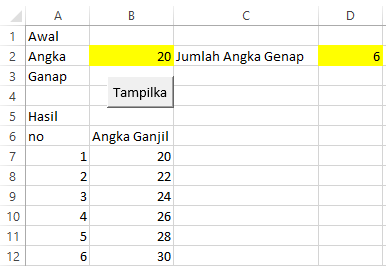 A B C D
1 Awal
2 Angka 20 Jumlah Angka Genap 6
3 Ganap
4 Tampilka
5 Hasil
6 no Angka Ganjil
7 1 20
8 2 22
9 3 24
10 4 26
11 5 28
12 6 30